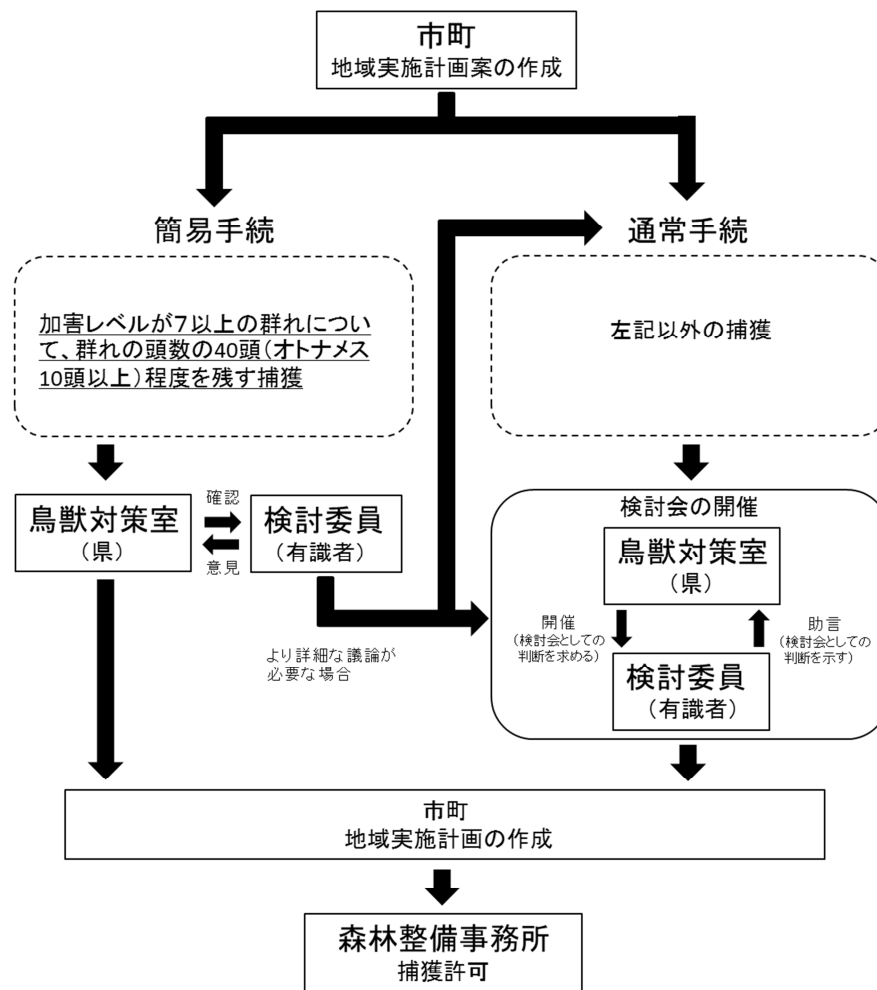 市町
地域実施計画案の作成
簡易手続
通常手続
加害レベルが7以上の群れについ
て、群れの頭数の40頭(オトナメス
10頭以上)程度を残す捕獲
左記以外の捕獲
鳥獣対策室
(県)
確認
意見
検討委員
(有識者)
より詳細な議論が
必要な場合
検討会の開催
鳥獣対策室
(県)
開催
(検討会としての
判断を求める)
助言
(検討会としての
判断を示す)
検討委員
(有識者)
市町
地域実施計画の作成
森林整備事務所
捕獲許可